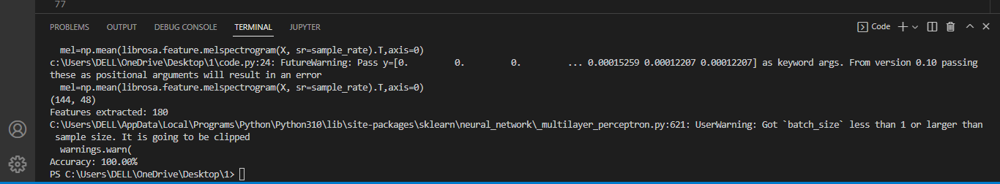 77
PROBLEMS OUTPUT DEBUG CONSOLE TERMINAL JUPYTER Code
mel=np.mean(librosa.feature.melspectrogram(X, sr=sample_rate).T,axis=0)
c:\Users\DELL\OneDrive\Desktop\1\code.py:24: FutureWarning: Pass y=[0. 0. 0. ... 0.00015259 0.00012207 0.00012207] as keyword args. From version 0.10 passing
these as positional arguments will result in an error
mel=np.mean(librosa.feature.melspectrogram(X, sr=sample_rate).T,axis=0)
(144, 48)
Features extracted: 180
C:\Users\DELL\AppData\Local\Programs\Python\Python310\lib\site-packages\sklearn\neural_network\_multilayer_perceptron.py:621: UserWarning: Got `batch_size` less than 1 or larger than
sample size. It is going to be clipped
warnings.warn(
Accuracy: 100.00%
PS C:\Users\DELL\OneDrive\Desktop\1>